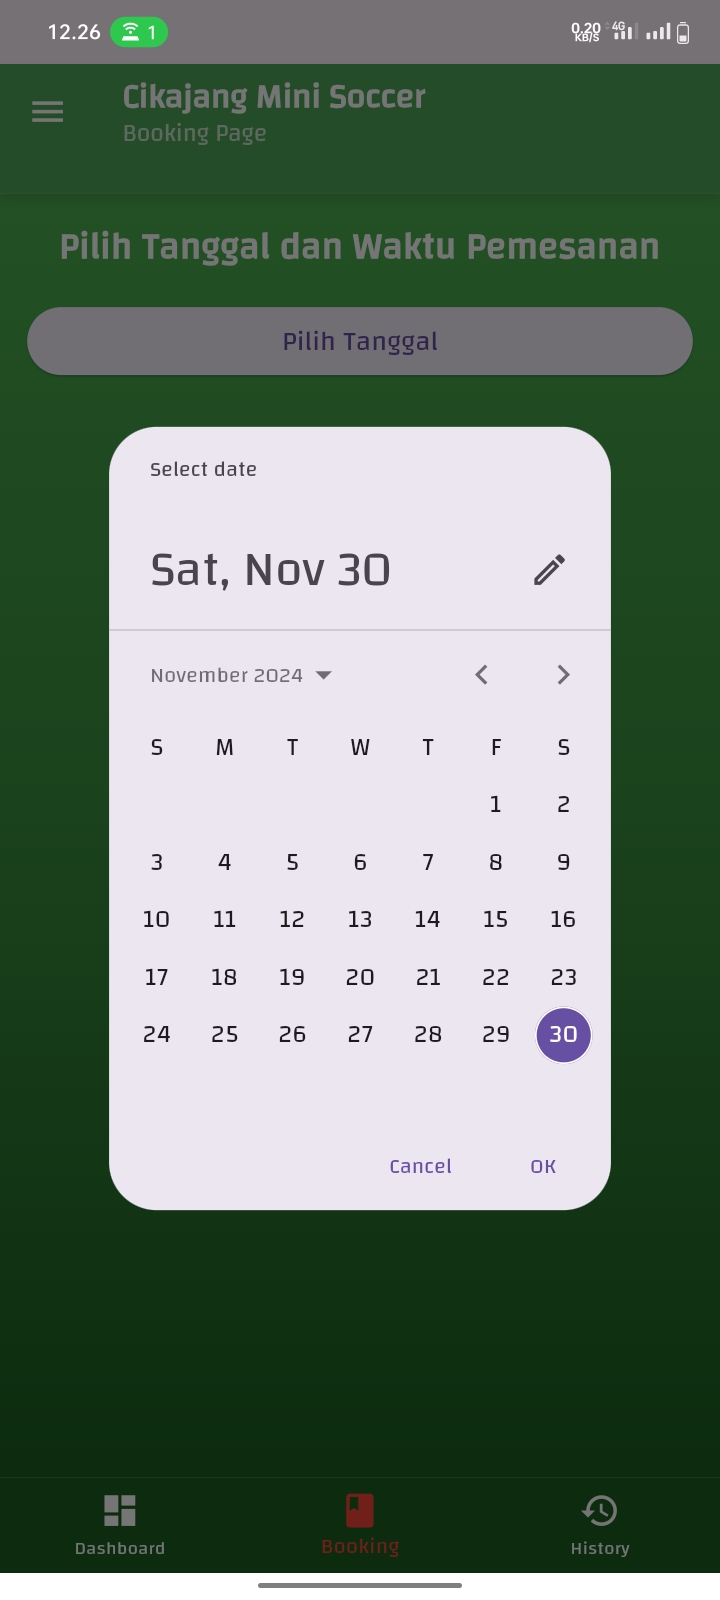 12.26 1 0.20 KB/S 4G
Cikajang Mini Soccer
Booking Page
Pilih Tanggal dan Waktu Pemesanan
Pilih Tanggal
Select date
Sat, Nov 30
November 2024
S M T W T F S
1 2
3 4 5 6 7 8 9
10 11 12 13 14 15 16
17 18 19 20 21 22 23
24 25 26 27 28 29 30
Cancel OK
Dashboard Booking History